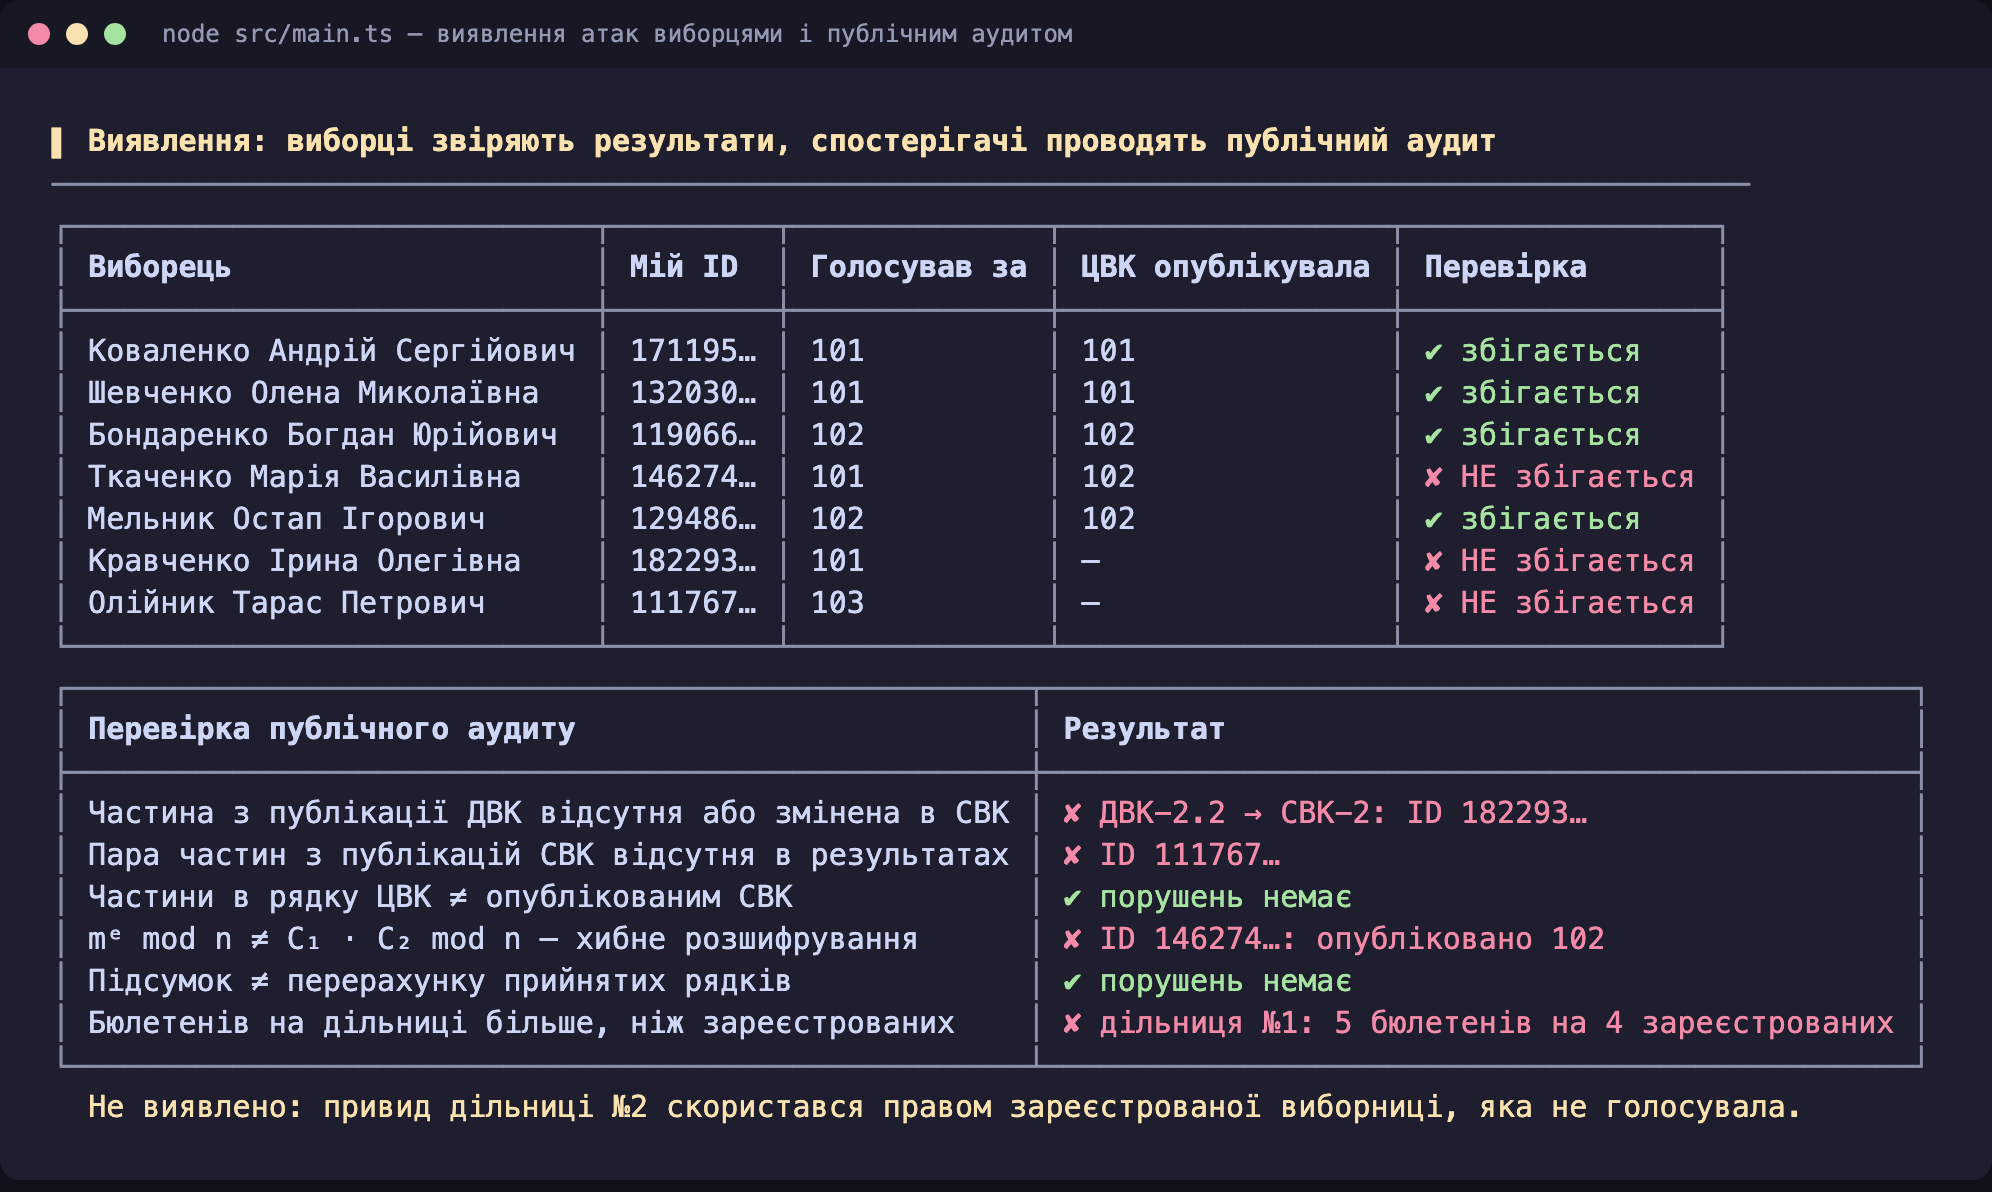 node src/main.ts — виявлення атак виборцями і публічним аудитом
Виявлення: виборці звіряють результати, спостерігачі проводять публічний аудит
Виборець Мій ID Голосував за ЦВК опублікувала Перевірка
Коваленко Андрій Сергійович 171195… 101 101 ✔ збігається
Шевченко Олена Миколаївна 132030… 101 101 ✔ збігається
Бондаренко Богдан Юрійович 119066… 102 102 ✔ збігається
Ткаченко Марія Василівна 146274… 101 102 ✘ НЕ збігається
Мельник Остап Ігорович 129486… 102 102 ✔ збігається
Кравченко Ірина Олегівна 182293… 101 — ✘ НЕ збігається
Олійник Тарас Петрович 111767… 103 — ✘ НЕ збігається
Перевірка публічного аудиту Результат
Частина з публікації ДВК відсутня або змінена в СВК ✘ ДВК–2.2 → СВК–2: ID 182293…
Пара частин з публікацій СВК відсутня в результатах ✘ ID 111767…
Частини в рядку ЦВК ≠ опублікованим СВК ✔ порушень немає
mᵉ mod n ≠ C₁ · C₂ mod n — хибне розшифрування ✘ ID 146274…: опубліковано 102
Підсумок ≠ перерахунку прийнятих рядків ✔ порушень немає
Бюлетенів на дільниці більше, ніж зареєстрованих ✘ дільниця №1: 5 бюлетенів на 4 зареєстрованих
Не виявлено: привид дільниці №2 скористався правом зареєстрованої виборниці, яка не голосувала.